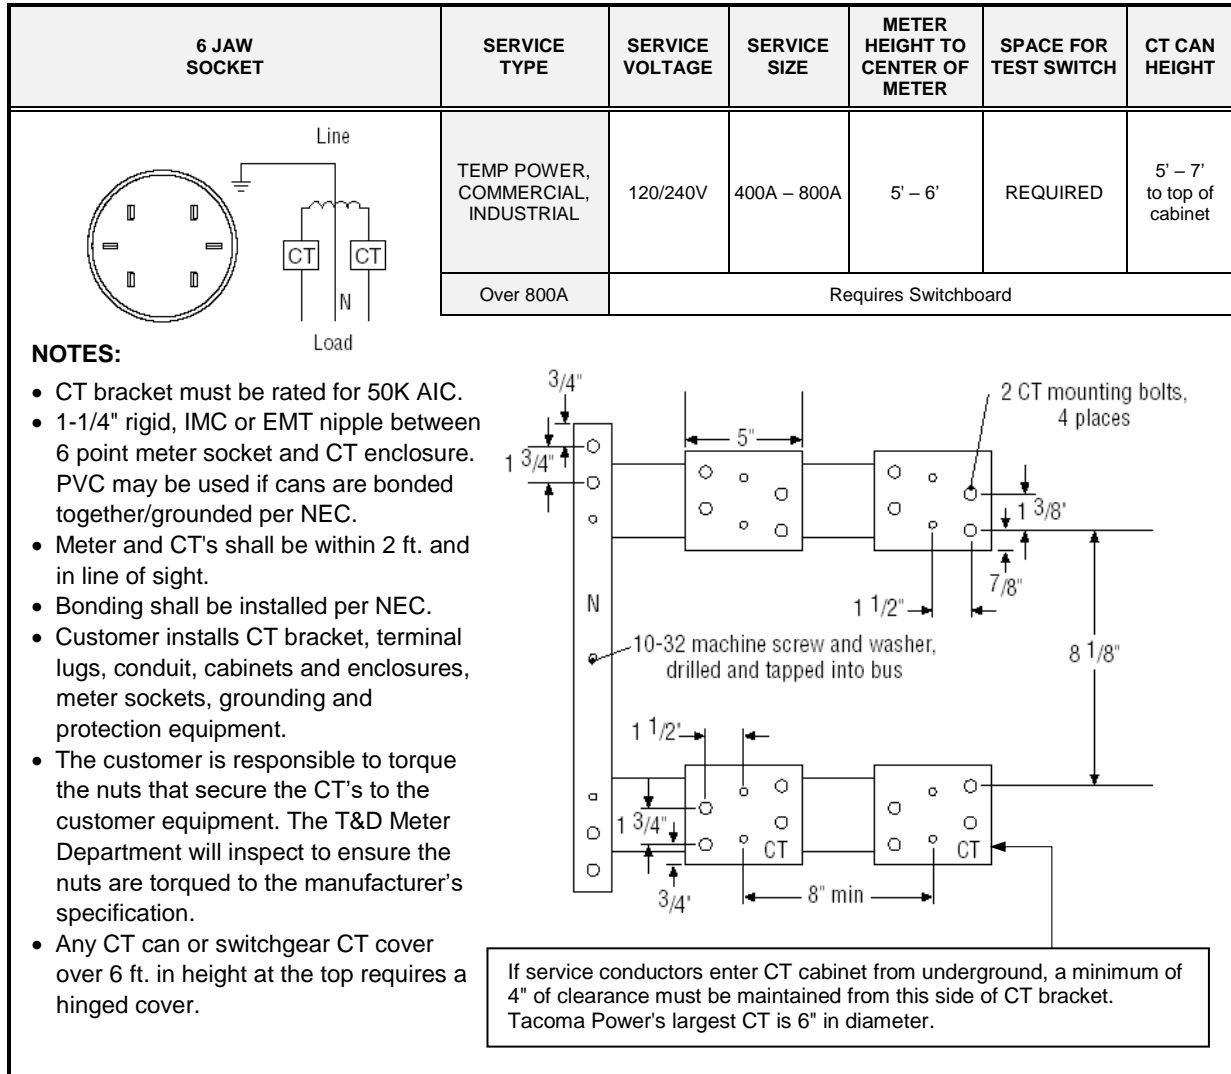 6 JAW
SOCKET
SERVICE
TYPE
SERVICE
VOLTAGE
SERVICE
SIZE
METER
HEIGHT TO
CENTER OF
METER
SPACE FOR
TEST SWITCH
CT CAN
HEIGHT
Line
CT
CT
N
Load
TEMP POWER,
COMMERCIAL,
INDUSTRIAL
120/240V
400A – 800A
5’ – 6’
REQUIRED
5’ – 7’
to top of
cabinet
Over 800A
Requires Switchboard
NOTES:
• CT bracket must be rated for 50K AIC.
• 1-1/4" rigid, IMC or EMT nipple between
6 point meter socket and CT enclosure.
PVC may be used if cans are bonded
together/grounded per NEC.
• Meter and CT's shall be within 2 ft. and
in line of sight.
• Bonding shall be installed per NEC.
• Customer installs CT bracket, terminal
lugs, conduit, cabinets and enclosures,
meter sockets, grounding and
protection equipment.
• The customer is responsible to torque
the nuts that secure the CT’s to the
customer equipment. The T&D Meter
Department will inspect to ensure the
nuts are torqued to the manufacturer’s
specification.
• Any CT can or switchgear CT cover
over 6 ft. in height at the top requires a
hinged cover.
3/4"
1 3/4"
5"
2 CT mounting bolts,
4 places
1 3/8'
7/8"
1 1/2"
N
10-32 machine screw and washer,
drilled and tapped into bus
8 1/8"
1 1/2'
1 3/4"
3/4'
CT
CT
8" min
If service conductors enter CT cabinet from underground, a minimum of
4" of clearance must be maintained from this side of CT bracket.
Tacoma Power's largest CT is 6" in diameter.